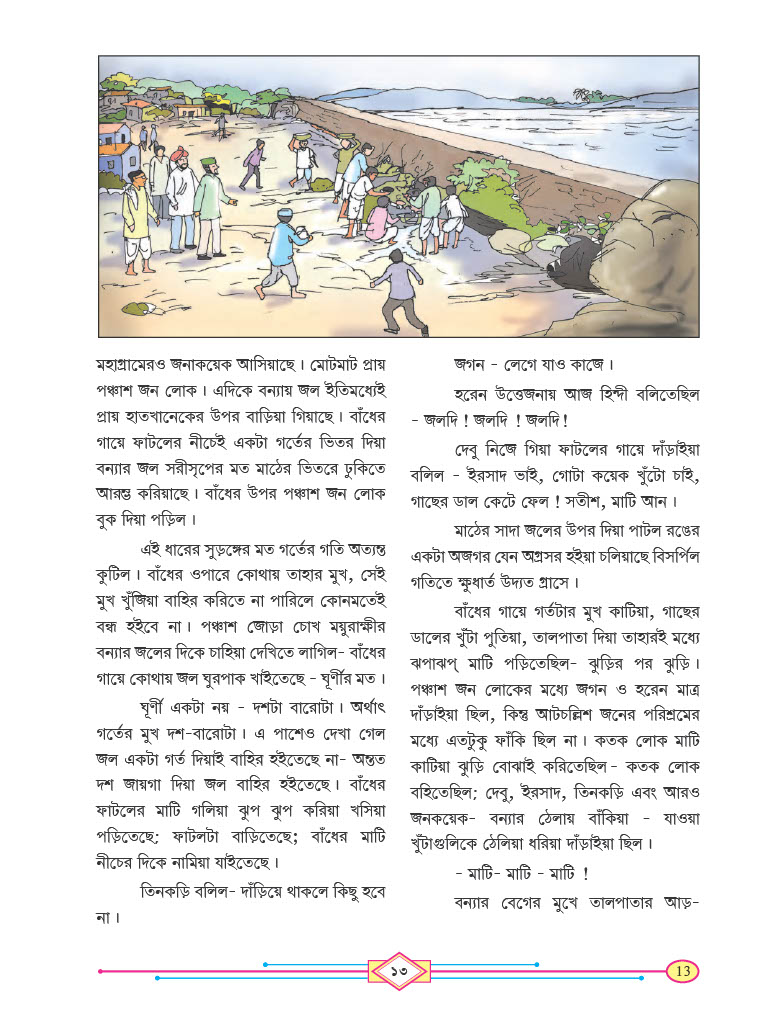 মহাগ্রামেরও জনাকয়েক আসিয়াছে। মোটমাট প্রায়
পঞ্চাশ জন লোক। এদিকে বন্যায় জল ইতিমধ্যেই
প্রায় হাতখানেকের উপর বাড়িয়া গিয়াছে। বাঁধের
গায়ে ফাটলের নীচেই একটা গর্তের ভিতর দিয়া
বন্যার জল সরীসৃপের মত মাঠের ভিতরে ঢুকিতে
আরম্ভ করিয়াছে। বাঁধের উপর পঞ্চাশ জন লোক
বুক দিয়া পড়িল।
এই ধারের সুড়ঙ্গের মত গর্তের গতি অত্যন্ত
কুটিল। বাঁধের ওপারে কোথায় তাহার মুখ, সেই
মুখ খুঁজিয়া বাহির করিতে না পারিলে কোনমতেই
বন্ধ হইবে না। পঞ্চাশ জোড়া চোখ ময়ুরাক্ষীর
বন্যার জলের দিকে চাহিয়া দেখিতে লাগিল- বাঁধের
গায়ে কোথায় জল ঘুরপাক খাইতেছে - ঘূর্ণীর মত।
ঘূর্ণী একটা নয় - দশটা বারোটা। অর্থাৎ
গর্তের মুখ দশ-বারোটা। এ পাশেও দেখা গেল
জল একটা গর্ত দিয়াই বাহির হইতেছে না- অন্তত
দশ জায়গা দিয়া জল বাহির হইতেছে। বাঁধের
ফাটলের মাটি গলিয়া ঝুপ ঝুপ করিয়া খসিয়া
পড়িতেছে: ফাটলটা বাড়িতেছে; বাঁধের মাটি
নীচের দিকে নামিয়া যাইতেছে।
তিনকড়ি বলিল- দাঁড়িয়ে থাকলে কিছু হবে
না।
জগন - লেগে যাও কাজে।
হরেন উত্তেজনায় আজ হিন্দী বলিতেছিল
- জলদি ! জলদি ! জলদি!
দেবু নিজে গিয়া ফাটলের গায়ে দাঁড়াইয়া
বলিল - ইরসাদ ভাই, গোটা কয়েক খুঁটো চাই,
গাছের ডাল কেটে ফেল ! সতীশ, মাটি আন।
মাঠের সাদা জলের উপর দিয়া পাটল রঙের
একটা অজগর যেন অগ্রসর হইয়া চলিয়াছে বিসর্পিল
গতিতে ক্ষুধার্ত উদ্যত গ্রাসে।
বাঁধের গায়ে গর্তটার মুখ কাটিয়া, গাছের
ডালের খুঁটা পুতিয়া, তালপাতা দিয়া তাহারই মধ্যে
ঝপাঝপ্ মাটি পড়িতেছিল- ঝুড়ির পর ঝুড়ি।
পঞ্চাশ জন লোকের মধ্যে জগন ও হরেন মাত্র
দাঁড়াইয়া ছিল, কিন্তু আটচল্লিশ জনের পরিশ্রমের
মধ্যে এতটুকু ফাঁকি ছিল না। কতক লোক মাটি
কাটিয়া ঝুড়ি বোঝাই করিতেছিল - কতক লোক
বহিতেছিল: দেবু, ইরসাদ, তিনকড়ি এবং আরও
জনকয়েক- বন্যার ঠেলায় বাঁকিয়া - যাওয়া
খুঁটাগুলিকে ঠেলিয়া ধরিয়া দাঁড়াইয়া ছিল।
- মাটি- মাটি - মাটি !
বন্যার বেগের মুখে তালপাতার আড়-
১৩
13